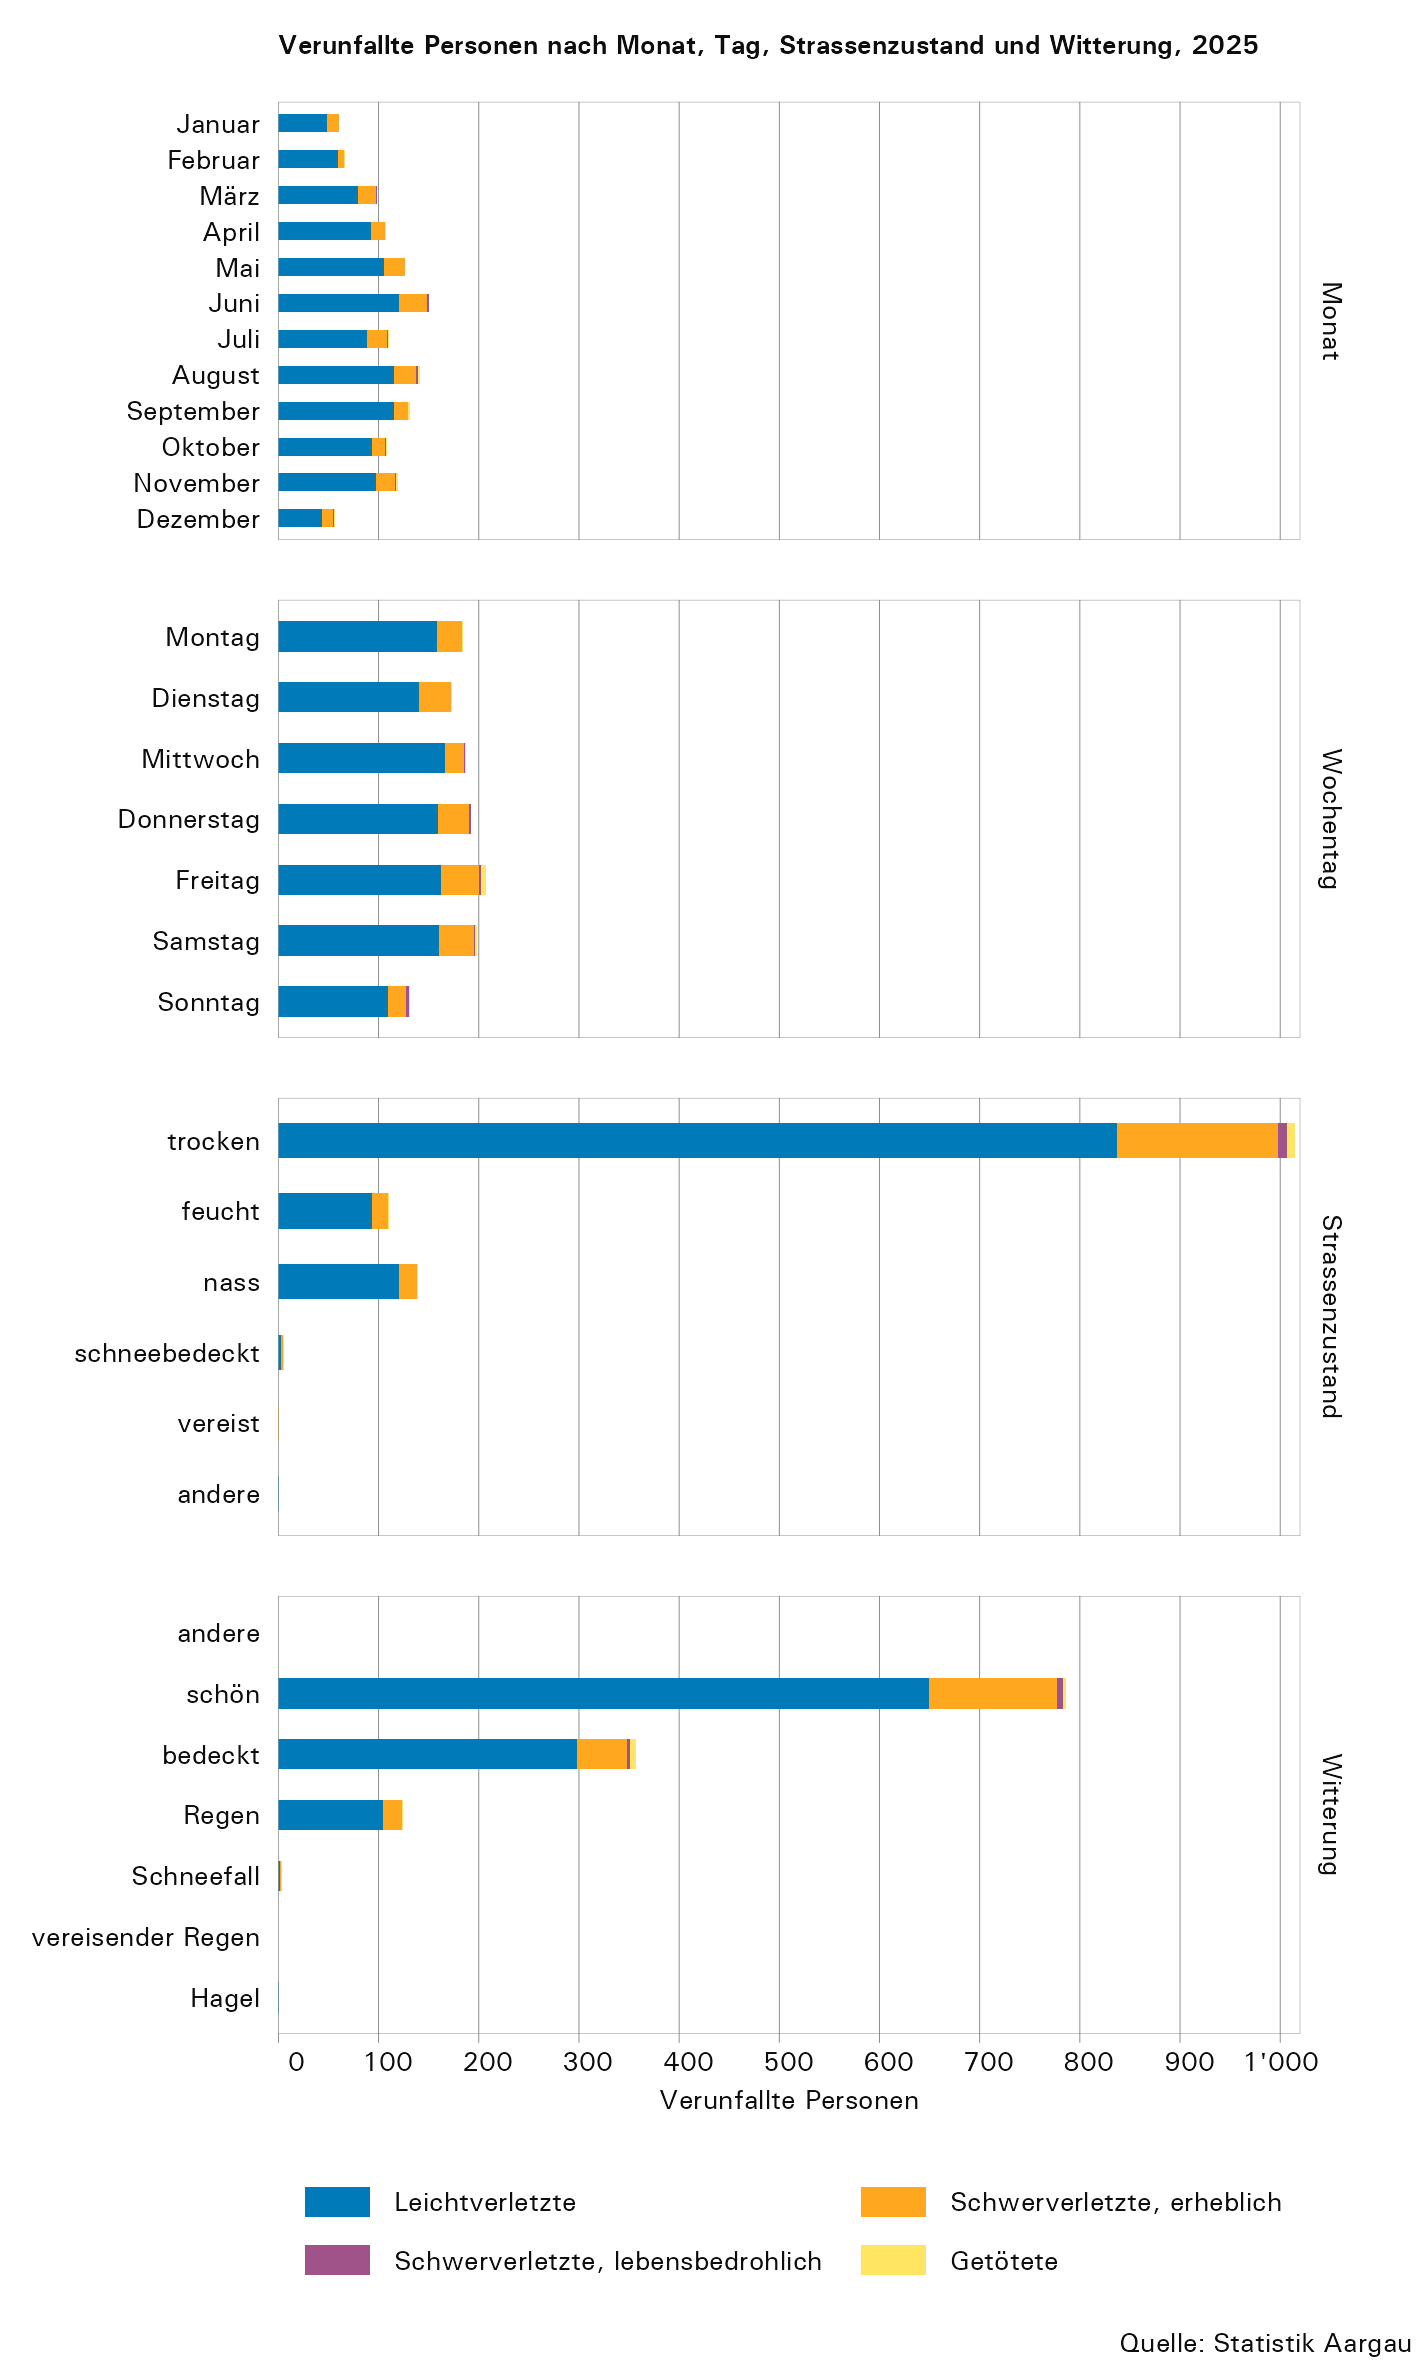 Verunfallte Personen nach Monat, Tag, Strassenzustand und Witterung, 2025
Januar
Februar
März
April
Mai
Juni
Juli
August
September
Oktober
November
Dezember
Monat
Montag
Dienstag
Mittwoch
Donnerstag
Freitag
Samstag
Sonntag
Wochentag
trocken
feucht
nass
schneebedeckt
vereist
andere
Strassenzustand
andere
schön
bedeckt
Regen
Schneefall
vereisender Regen
Hagel
Witterung
0 100 200 300 400 500 600 700 800 900 1'000
Verunfallte Personen
Leichtverletzte Schwerverletzte, erheblich
Schwerverletzte, lebensbedrohlich Getötete
Quelle: Statistik Aargau